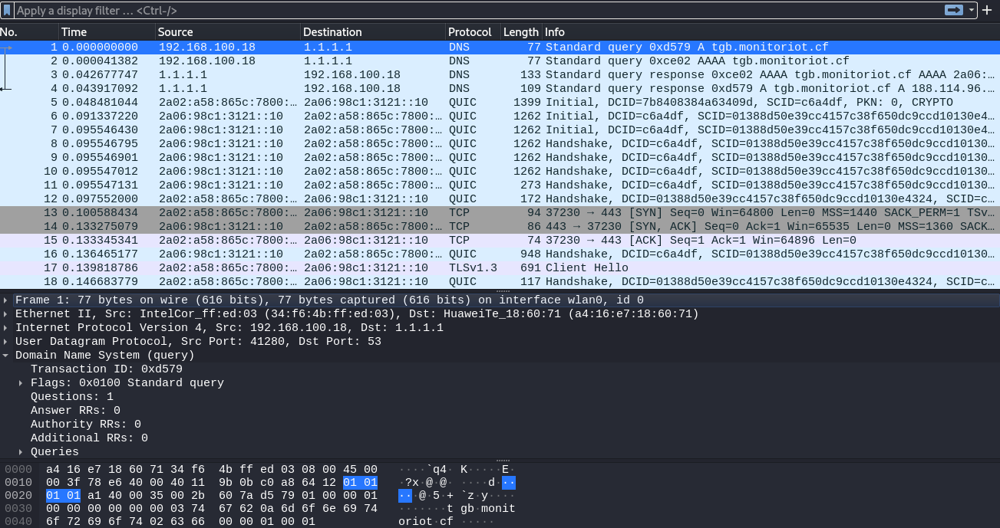 Apply a display filter … <Ctrl-/>
No. Time Source Destination Protocol Length Info
1 0.000000000 192.168.100.18 1.1.1.1 DNS 77 Standard query 0xd579 A tgb.monitoriot.cf
2 0.000041382 192.168.100.18 1.1.1.1 DNS 77 Standard query 0xce02 AAAA tgb.monitoriot.cf
3 0.042677747 1.1.1.1 192.168.100.18 DNS 133 Standard query response 0xce02 AAAA tgb.monitoriot.cf AAAA 2a06:…
4 0.043917092 1.1.1.1 192.168.100.18 DNS 109 Standard query response 0xd579 A tgb.monitoriot.cf A 188.114.96.…
5 0.048481044 2a02:a58:865c:7800:… 2a06:98c1:3121::10 QUIC 1399 Initial, DCID=7b8408384a63409d, SCID=c6a4df, PKN: 0, CRYPTO
6 0.091337220 2a06:98c1:3121::10 2a02:a58:865c:7800:… QUIC 1262 Initial, DCID=c6a4df, SCID=01388d50e39cc4157c38f650dc9ccd10130e4…
7 0.095546430 2a06:98c1:3121::10 2a02:a58:865c:7800:… QUIC 1262 Initial, DCID=c6a4df, SCID=01388d50e39cc4157c38f650dc9ccd10130e4…
8 0.095546795 2a06:98c1:3121::10 2a02:a58:865c:7800:… QUIC 1262 Handshake, DCID=c6a4df, SCID=01388d50e39cc4157c38f650dc9ccd10130…
9 0.095546901 2a06:98c1:3121::10 2a02:a58:865c:7800:… QUIC 1262 Handshake, DCID=c6a4df, SCID=01388d50e39cc4157c38f650dc9ccd10130…
10 0.095547012 2a06:98c1:3121::10 2a02:a58:865c:7800:… QUIC 1262 Handshake, DCID=c6a4df, SCID=01388d50e39cc4157c38f650dc9ccd10130…
11 0.095547131 2a06:98c1:3121::10 2a02:a58:865c:7800:… QUIC 273 Handshake, DCID=c6a4df, SCID=01388d50e39cc4157c38f650dc9ccd10130…
12 0.097552000 2a02:a58:865c:7800:… 2a06:98c1:3121::10 QUIC 172 Handshake, DCID=01388d50e39cc4157c38f650dc9ccd10130e4324, SCID=c…
13 0.100588434 2a02:a58:865c:7800:… 2a06:98c1:3121::10 TCP 94 37230 → 443 [SYN] Seq=0 Win=64800 Len=0 MSS=1440 SACK_PERM=1 TSv…
14 0.133275079 2a06:98c1:3121::10 2a02:a58:865c:7800:… TCP 86 443 → 37230 [SYN, ACK] Seq=0 Ack=1 Win=65535 Len=0 MSS=1360 SACK…
15 0.133345341 2a02:a58:865c:7800:… 2a06:98c1:3121::10 TCP 74 37230 → 443 [ACK] Seq=1 Ack=1 Win=64896 Len=0
16 0.136465177 2a06:98c1:3121::10 2a02:a58:865c:7800:… QUIC 948 Handshake, DCID=c6a4df, SCID=01388d50e39cc4157c38f650dc9ccd10130…
17 0.139818786 2a02:a58:865c:7800:… 2a06:98c1:3121::10 TLSv1.3 691 Client Hello
18 0.146683779 2a02:a58:865c:7800:… 2a06:98c1:3121::10 QUIC 117 Handshake, DCID=01388d50e39cc4157c38f650dc9ccd10130e4324, SCID=c…
Frame 1: 77 bytes on wire (616 bits), 77 bytes captured (616 bits) on interface wlan0, id 0
Ethernet II, Src: IntelCor_ff:ed:03 (34:f6:4b:ff:ed:03), Dst: HuaweiTe_18:60:71 (a4:16:e7:18:60:71)
Internet Protocol Version 4, Src: 192.168.100.18, Dst: 1.1.1.1
User Datagram Protocol, Src Port: 41280, Dst Port: 53
Domain Name System (query)
Transaction ID: 0xd579
Flags: 0x0100 Standard query
Questions: 1
Answer RRs: 0
Authority RRs: 0
Additional RRs: 0
Queries
0000 a4 16 e7 18 60 71 34 f6 4b ff ed 03 08 00 45 00 ····`q4· K·····E·
0010 00 3f 78 e6 40 00 40 11 9b 0b c0 a8 64 12 01 01 ·?x·@·@· ····d···
0020 01 01 a1 40 00 35 00 2b 60 7a d5 79 01 00 00 01 ···@·5·+ `z·y····
0030 00 00 00 00 00 00 03 74 67 62 0a 6d 6f 6e 69 74 ·······t gb·monit
0040 6f 72 69 6f 74 02 63 66 00 00 01 00 01 oriot·cf ·····